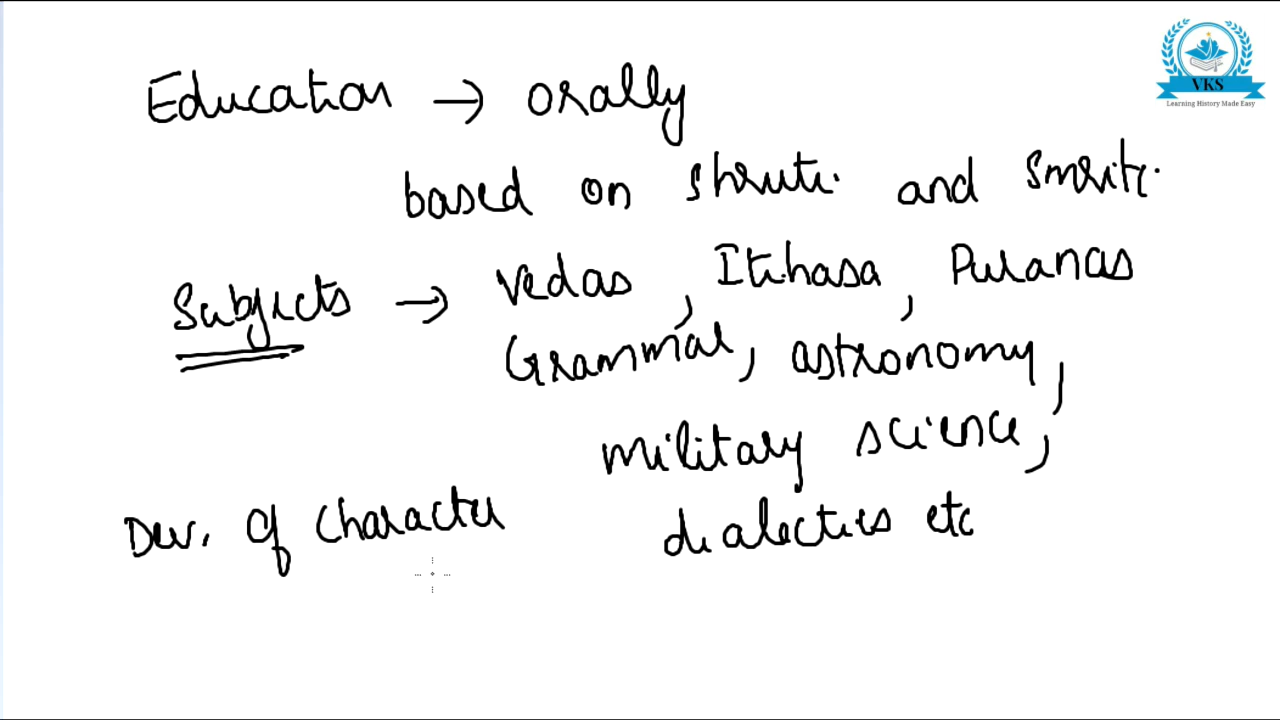 Education → orally
based on Shruti and Smriti.
Subjects → Vedas, Itihasa, Puranas
Grammar, astronomy,
military science,
dialectics etc
Dev. of Character
VKS
Learning History Made Easy